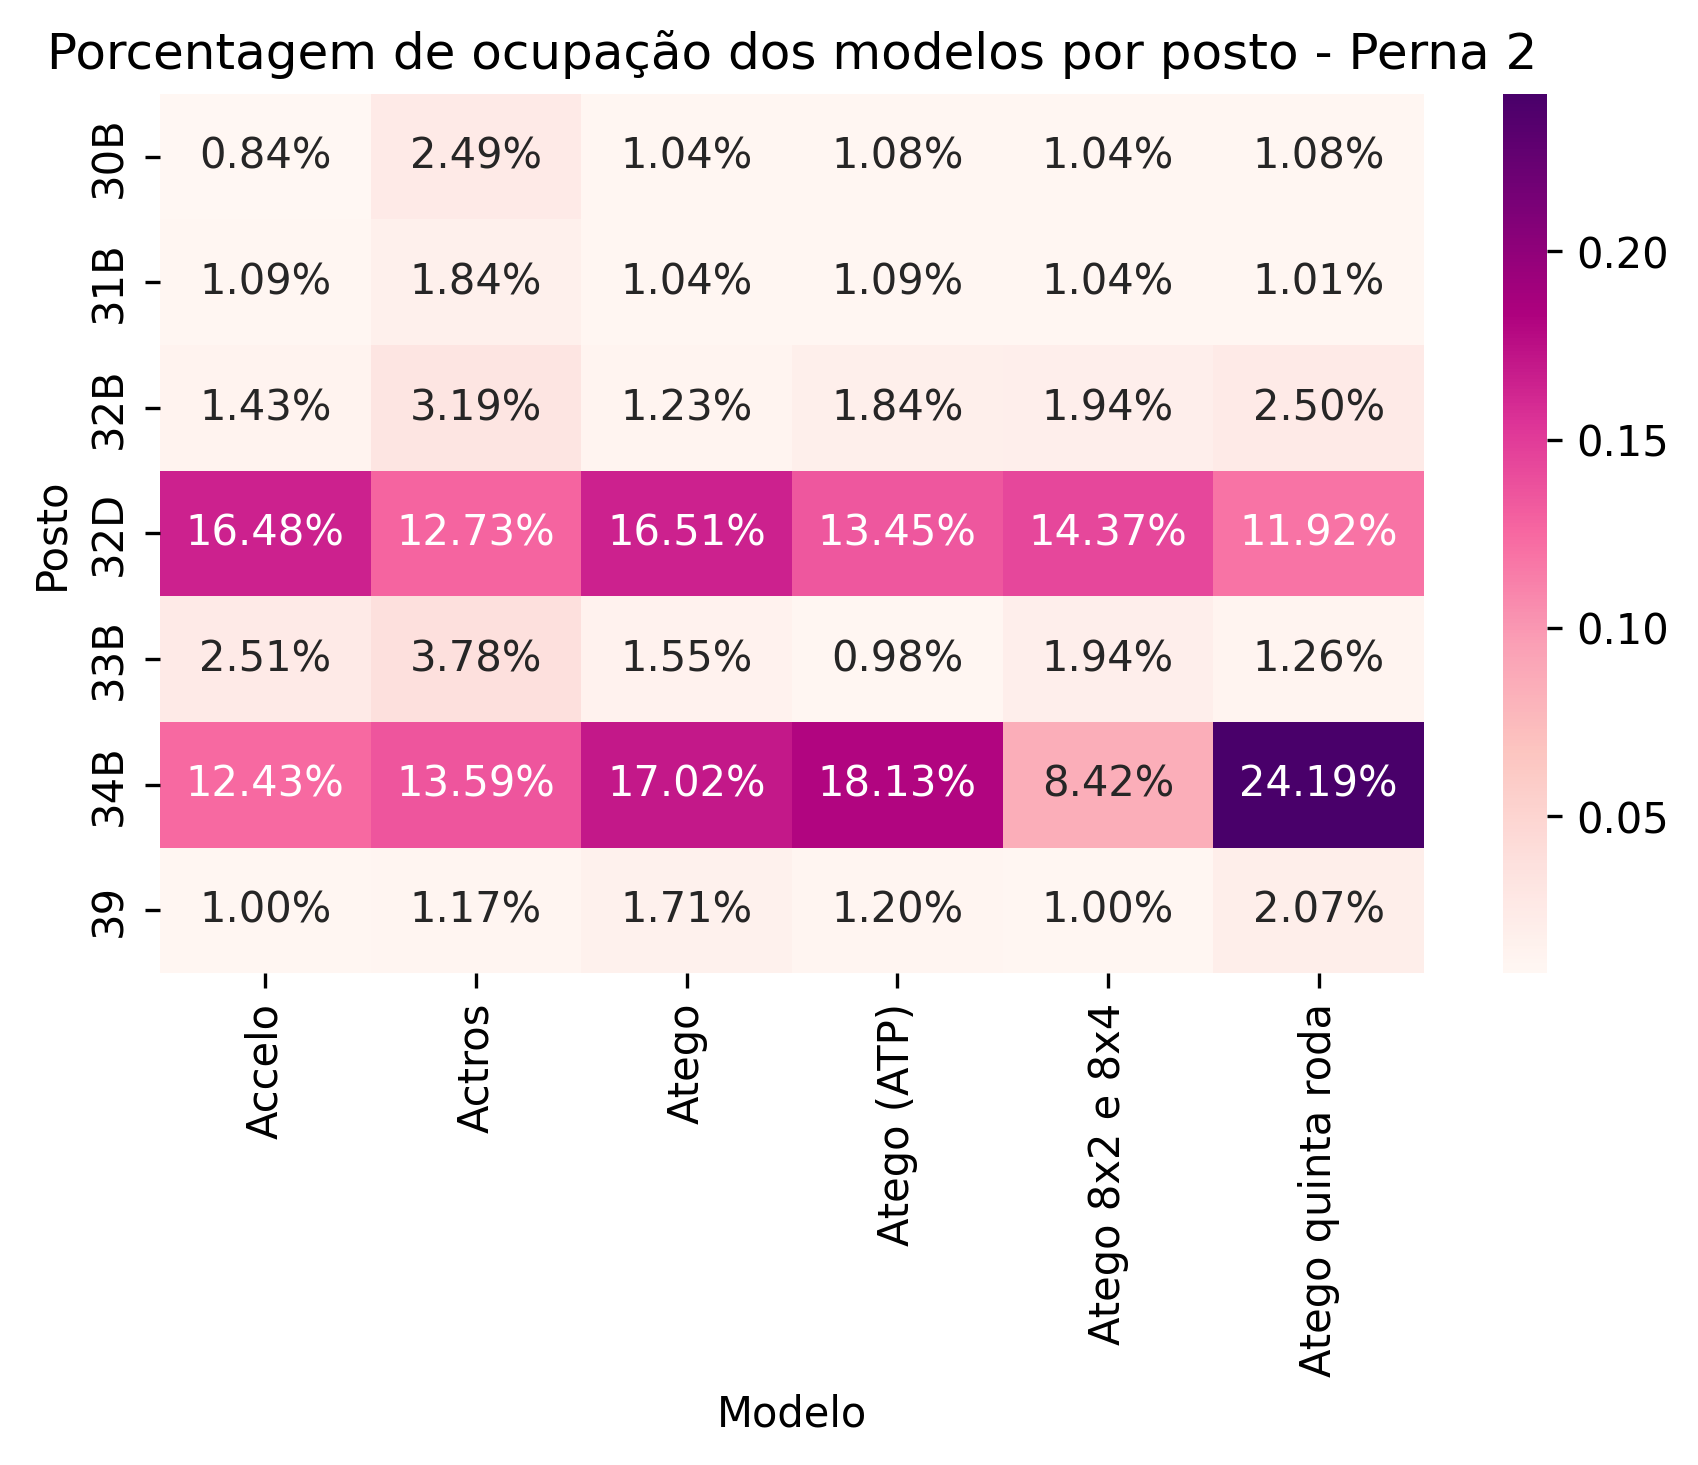 Porcentagem de ocupação dos modelos por posto - Perna 2
Posto
30B 0.84% 2.49% 1.04% 1.08% 1.04% 1.08%
31B 1.09% 1.84% 1.04% 1.09% 1.04% 1.01%
32B 1.43% 3.19% 1.23% 1.84% 1.94% 2.50%
32D 16.48% 12.73% 16.51% 13.45% 14.37% 11.92%
33B 2.51% 3.78% 1.55% 0.98% 1.94% 1.26%
34B 12.43% 13.59% 17.02% 18.13% 8.42% 24.19%
39 1.00% 1.17% 1.71% 1.20% 1.00% 2.07%
Accelo
Actros
Atego
Atego (ATP)
Atego 8x2 e 8x4
Atego quinta roda
Modelo
0.20
0.15
0.10
0.05